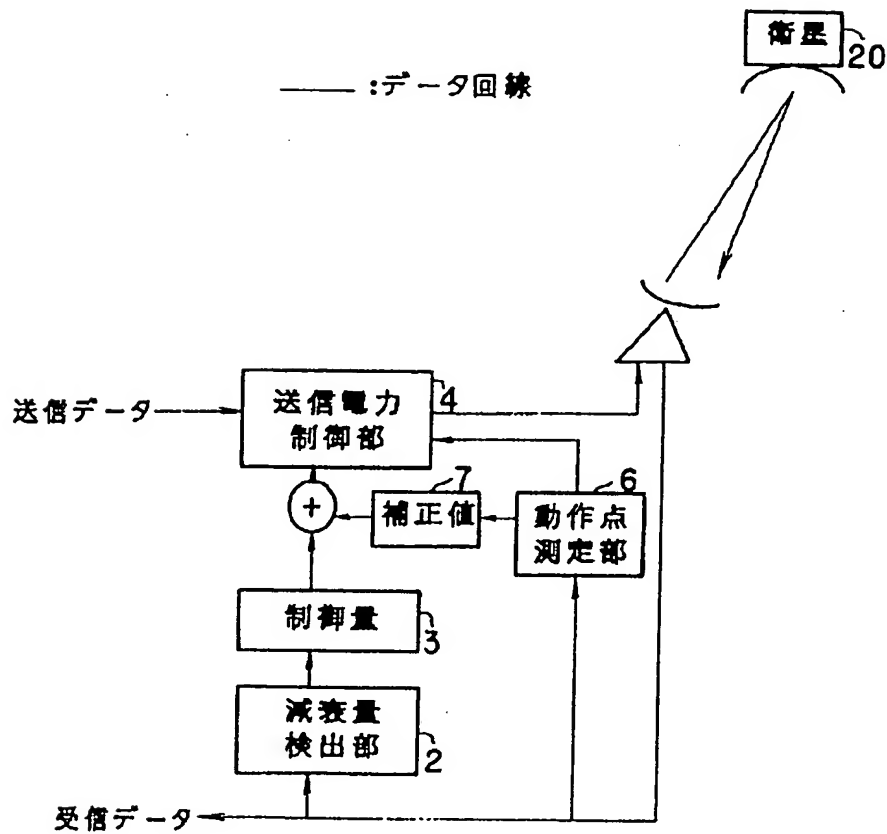 衛星
20
:データ回線
送信データ
送信電力
制御部
4
+
7
補正値
6
動作点
測定部
制御量
3
減衰量
検出部
2
受信データ